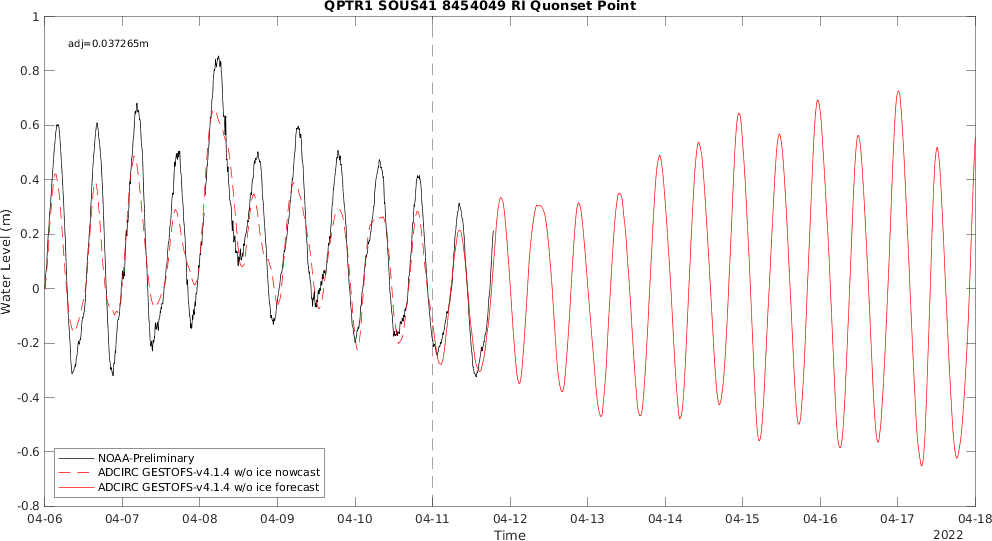 QPTR1 SOUS41 8454049 RI Quonset Point
adj=0.037265m
1
0.8
0.6
0.4
0.2
0
-0.2
-0.4
-0.6
-0.8
Water Level (m)
NOAA-Preliminary
ADCIRC GESTOFS-v4.1.4 w/o ice nowcast
ADCIRC GESTOFS-v4.1.4 w/o ice forecast
04-06 04-07 04-08 04-09 04-10 04-11 04-12 04-13 04-14 04-15 04-16 04-17 04-18
Time
2022